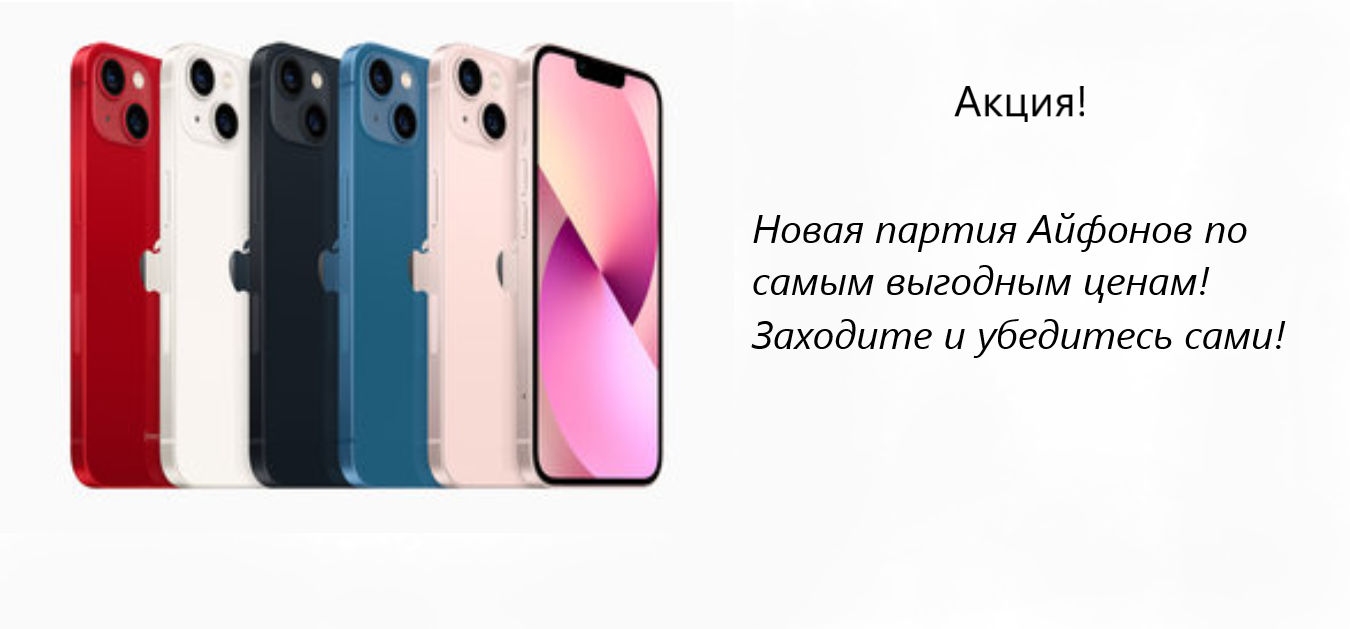 Акция!
Новая партия Айфонов по
самым выгодным ценам!
Заходите и убедитесь сами!